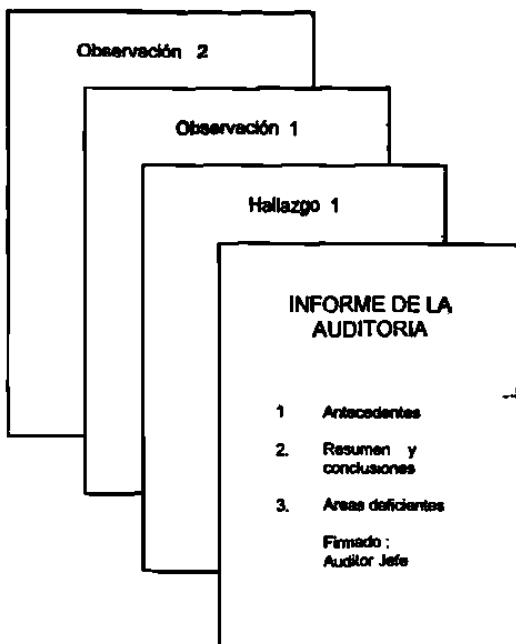 Observación 2
Observación 1
Hallazgo 1
INFORME DE LA
AUDITORIA
1 Antecedentes
2. Resumen y
conclusiones
3. Areas deficientes
Firmado :
Auditor Jefe